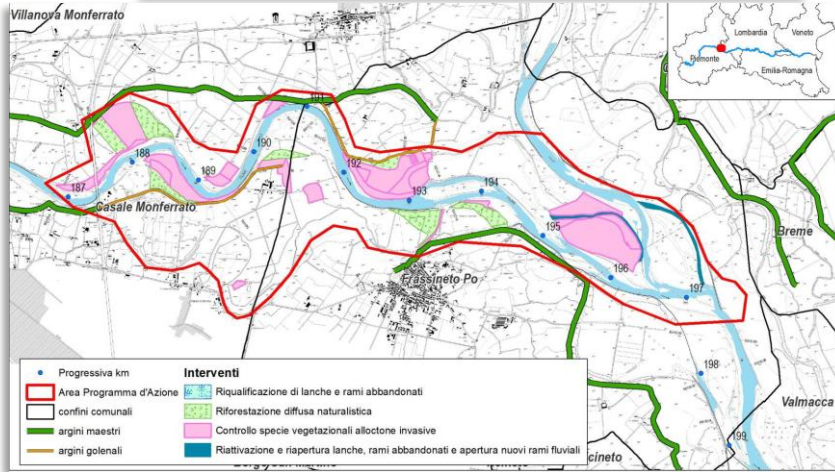 Villanova Monferrato
Lombardia
Veneto
Piemonte
Emilia-Romagna
191
190
188
189
187
192
193
194
195
196
197
198
199
Casale Monferrato
Frassineto Po
Breme
Valmacca
Progressiva km
Area Programma d'Azione
confini comunali
argini maestri
argini golenali
Interventi
Riqualificazione di lanche e rami abbandonati
Riforestazione diffusa naturalistica
Controllo specie vegetazionali alloctone invasive
Riattivazione e riapertura lanche, rami abbandonati e apertura nuovi rami fluviali